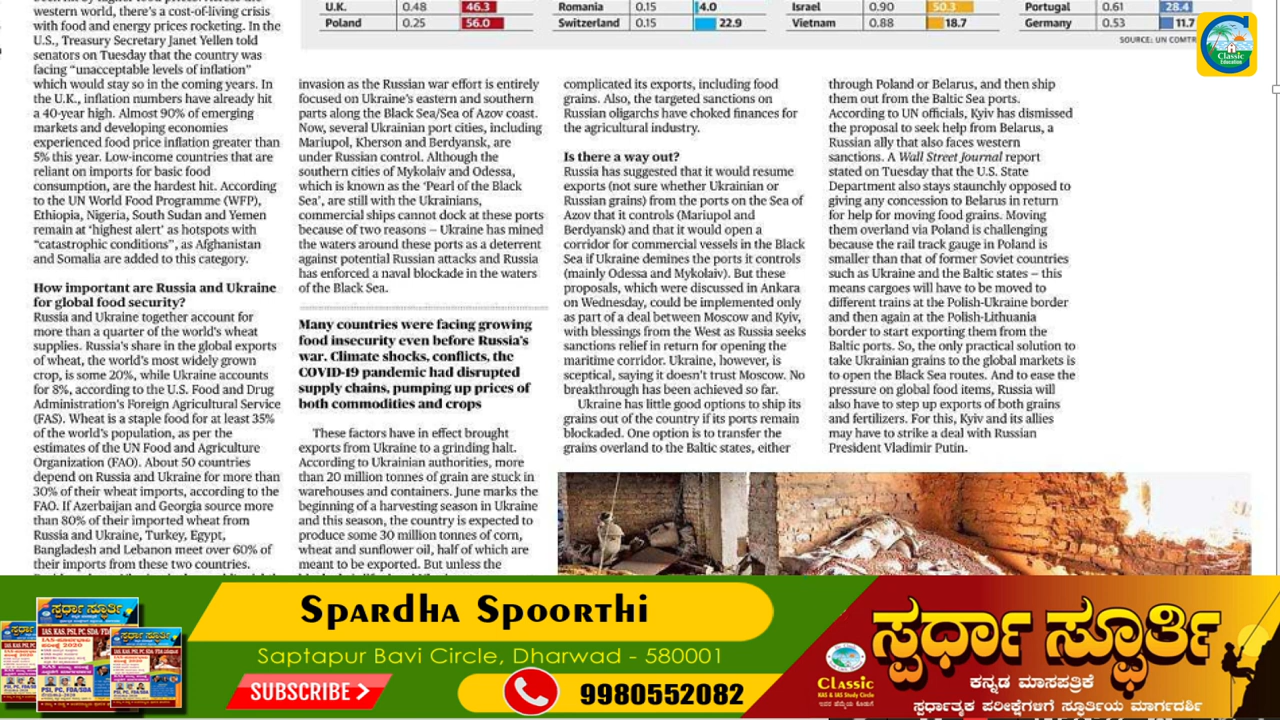 western world, there's a cost-of-living crisis
with food and energy prices rocketing. In the
U.S., Treasury Secretary Janet Yellen told
senators on Tuesday that the country was
facing "unacceptable levels of inflation"
which would stay so in the coming years. In
the U.K., inflation numbers have already hit
a 40-year high. Almost 90% of emerging
markets and developing economies
experienced food price inflation greater than
5% this year. Low-income countries that are
reliant on imports for basic food
consumption, are the hardest hit. According
to the UN World Food Programme (WFP),
Ethiopia, Nigeria, South Sudan and Yemen
remain at 'highest alert' as hotspots with
"catastrophic conditions", as Afghanistan
and Somalia are added to this category.
How important are Russia and Ukraine
for global food security?
Russia and Ukraine together account for
more than a quarter of the world's wheat
supplies. Russia's share in the global exports
of wheat, the world's most widely grown
crop, is some 20%, while Ukraine accounts
for 8%, according to the U.S. Food and Drug
Administration's Foreign Agricultural Service
(FAS). Wheat is a staple food for at least 35%
of the world's population, as per the
estimates of the UN Food and Agriculture
Organization (FAO). About 50 countries
depend on Russia and Ukraine for more than
30% of their wheat imports, according to the
FAO. If Azerbaijan and Georgia source more
than 80% of their imported wheat from
Russia and Ukraine, Turkey, Egypt,
Bangladesh and Lebanon meet over 60% of
their imports from these two countries.
U.K. 0.48 46.3
Poland 0.25 56.0
Romania 0.15 4.0
Switzerland 0.15 22.9
Israel 0.90 50.3
Vietnam 0.88 18.7
Portugal 0.61 28.4
Germany 0.53 11.7
SOURCE: UN COMTR
Classic
Education
invasion as the Russian war effort is entirely
focused on Ukraine's eastern and southern
parts along the Black Sea/Sea of Azov coast.
Now, several Ukrainian port cities, including
Mariupol, Kherson and Berdyansk, are
under Russian control. Although the
southern cities of Mykolaiv and Odessa,
which is known as the 'Pearl of the Black
Sea', are still with the Ukrainians,
commercial ships cannot dock at these ports
because of two reasons – Ukraine has mined
the waters around these ports as a deterrent
against potential Russian attacks and Russia
has enforced a naval blockade in the waters
of the Black Sea.
Many countries were facing growing
food insecurity even before Russia's
war. Climate shocks, conflicts, the
COVID-19 pandemic had disrupted
supply chains, pumping up prices of
both commodities and crops
These factors have in effect brought
exports from Ukraine to a grinding halt.
According to Ukrainian authorities, more
than 20 million tonnes of grain are stuck in
warehouses and containers. June marks the
beginning of a harvesting season in Ukraine
and this season, the country is expected to
produce some 30 million tonnes of corn,
wheat and sunflower oil, half of which are
meant to be exported. But unless the
complicated its exports, including food
grains. Also, the targeted sanctions on
Russian oligarchs have choked finances for
the agricultural industry.
Is there a way out?
Russia has suggested that it would resume
exports (not sure whether Ukrainian or
Russian grains) from the ports on the Sea of
Azov that it controls (Mariupol and
Berdyansk) and that it would open a
corridor for commercial vessels in the Black
Sea if Ukraine demines the ports it controls
(mainly Odessa and Mykolaiv). But these
proposals, which were discussed in Ankara
on Wednesday, could be implemented only
as part of a deal between Moscow and Kyiv,
with blessings from the West as Russia seeks
sanctions relief in return for opening the
maritime corridor. Ukraine, however, is
sceptical, saying it doesn't trust Moscow. No
breakthrough has been achieved so far.
Ukraine has little good options to ship its
grains out of the country if its ports remain
blockaded. One option is to transfer the
grains overland to the Baltic states, either
through Poland or Belarus, and then ship
them out from the Baltic Sea ports.
According to UN officials, Kyiv has dismissed
the proposal to seek help from Belarus, a
Russian ally that also faces western
sanctions. A Wall Street Journal report
stated on Tuesday that the U.S. State
Department also stays staunchly opposed to
giving any concession to Belarus in return
for help for moving food grains. Moving
them overland via Poland is challenging
because the rail track gauge in Poland is
smaller than that of former Soviet countries
such as Ukraine and the Baltic states – this
means cargoes will have to be moved to
different trains at the Polish-Ukraine border
and then again at the Polish-Lithuania
border to start exporting them from the
Baltic ports. So, the only practical solution to
take Ukrainian grains to the global markets is
to open the Black Sea routes. And to ease the
pressure on global food items, Russia will
also have to step up exports of both grains
and fertilizers. For this, Kyiv and its allies
may have to strike a deal with Russian
President Vladimir Putin.
ಸ್ಪರ್ಧಾ ಸ್ಫೂರ್ತಿ
Spardha Spoorthi
Saptapur Bavi Circle, Dharwad - 580001
SUBSCRIBE
9980552082
ಸ್ಪರ್ಧಾ ಸ್ಫೂರ್ತಿ
ಕನ್ನಡ ಮಾಸಪತ್ರಿಕೆ
ಸ್ಪರ್ಧಾತ್ಮಕ ಪರೀಕ್ಷೆಗಳಿಗೆ ಸ್ಫೂರ್ತಿಯ ಮಾರ್ಗದರ್ಶಿ
Classic
KAS & IAS Study Circle